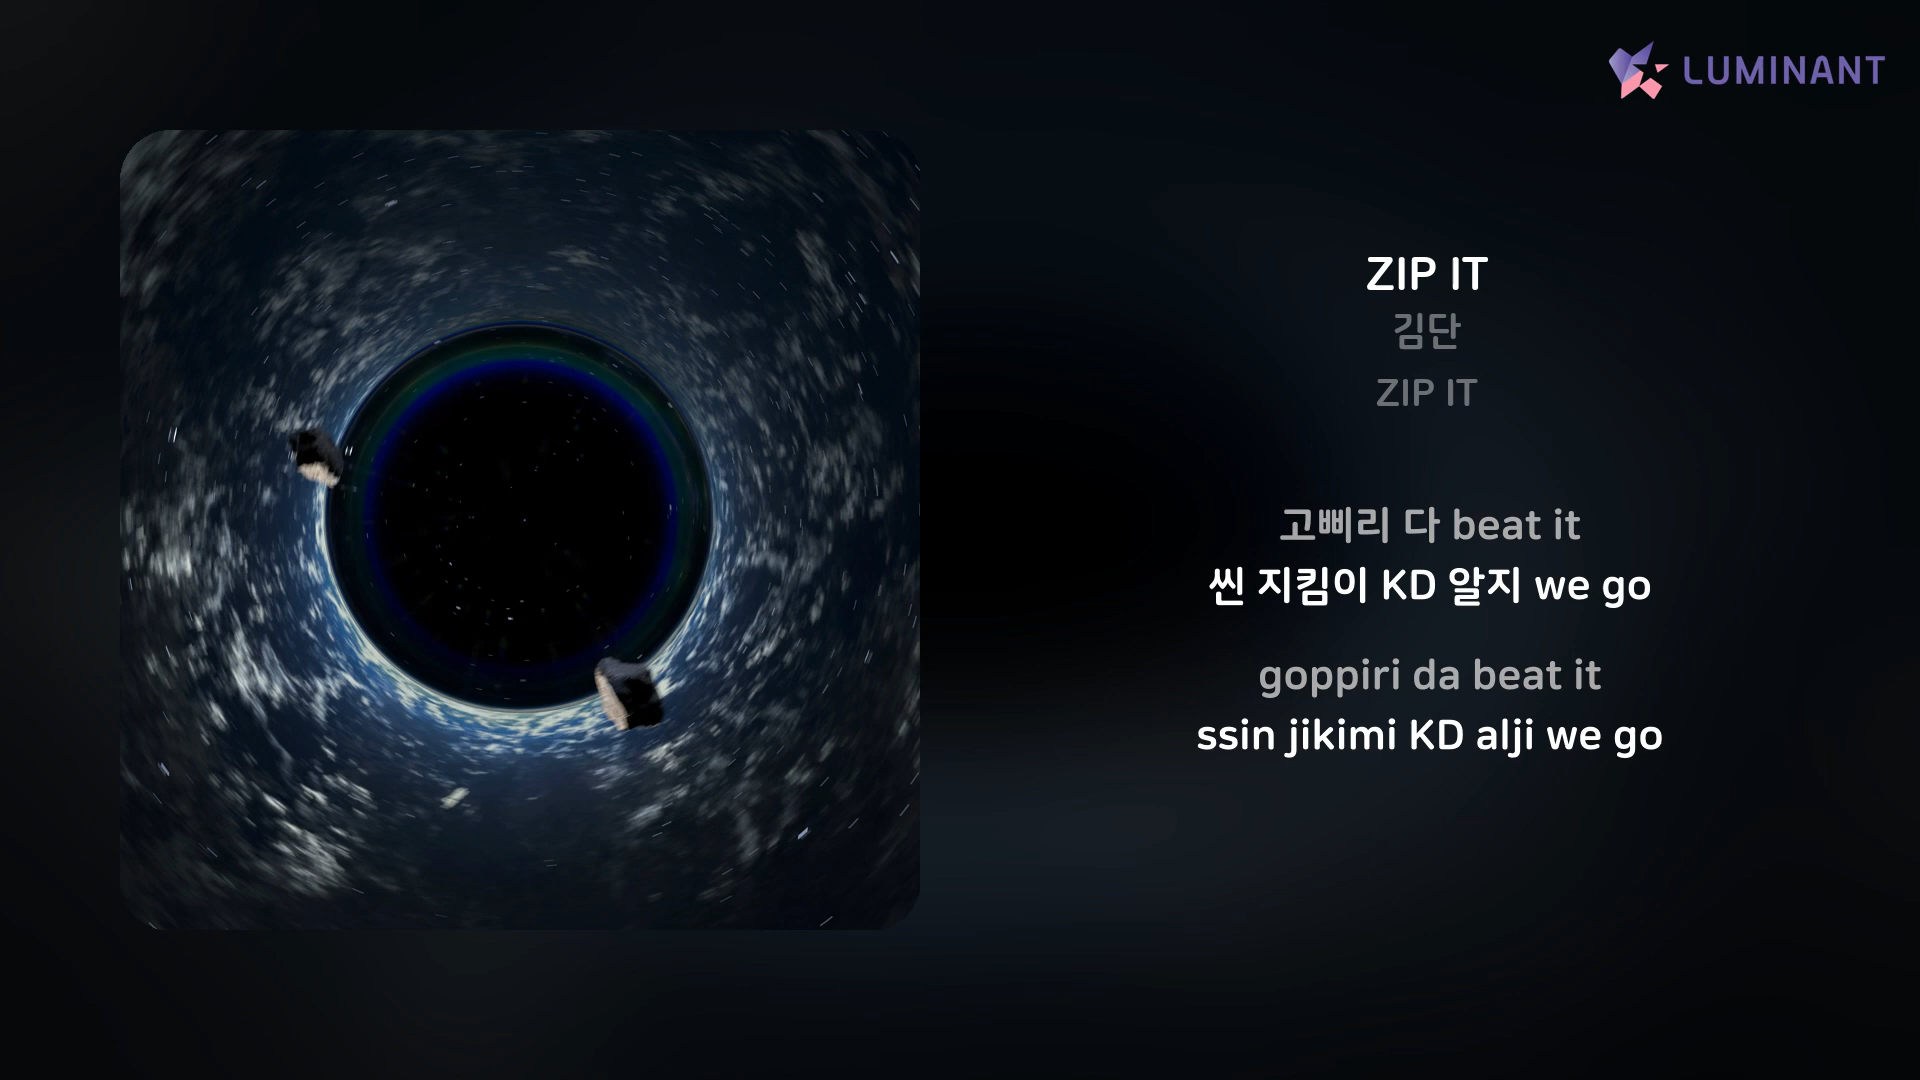 LUMINANT
ZIP IT
김단
ZIP IT
고삐리 다 beat it
씬 지킴이 KD 알지 we go
goppiri da beat it
ssin jikimi KD alji we go